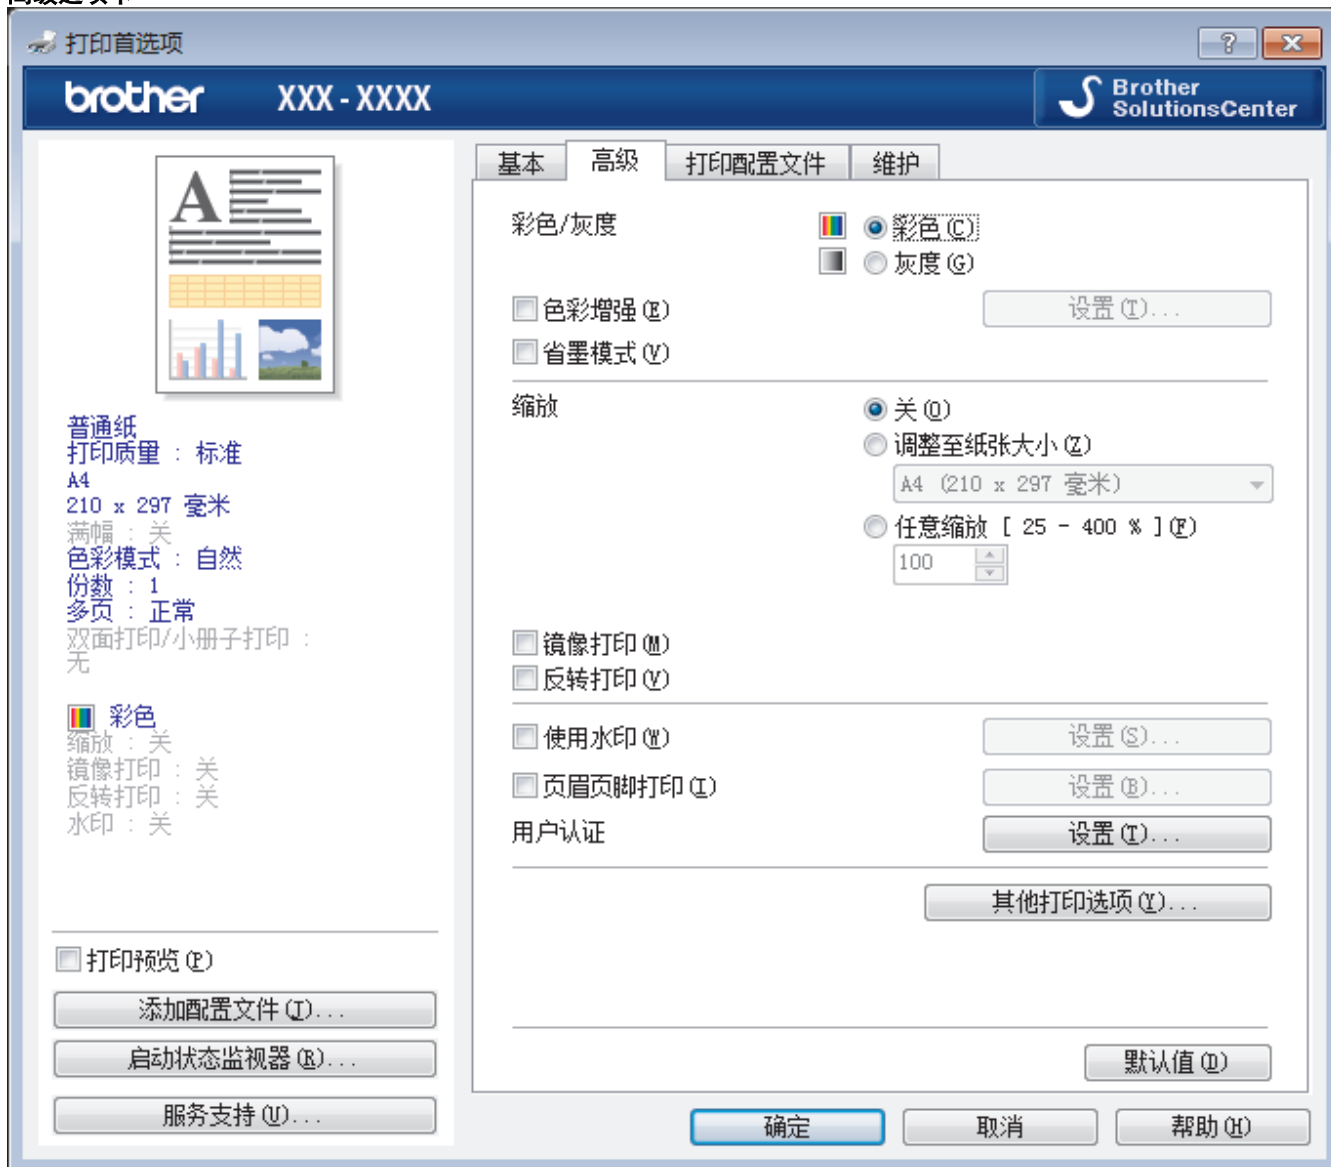 打印首选项
brother XXX - XXXX
Brother
SolutionsCenter
基本 高级 打印配置文件 维护
A
普通纸
打印质量 : 标准
A4
210 x 297 毫米
满幅 : 关
色彩模式 : 自然
份数 : 1
多页 : 正常
双面打印/小册子打印 :
无
彩色
缩放 : 关
镜像打印 : 关
反转打印 : 关
水印 : 关
打印预览(P)
添加配置文件(J)...
启动状态监视器(R)...
服务支持(U)...
彩色/灰度
彩色(C)
灰度(G)
色彩增强(E) 设置(T)...
省墨模式(V)
缩放
关(O)
调整至纸张大小(Z)
A4 (210 x 297 毫米)
任意缩放 [ 25 - 400 % ](F)
100
镜像打印(M)
反转打印(V)
使用水印(W) 设置(S)...
页眉页脚打印(I) 设置(B)...
用户认证 设置(T)...
其他打印选项(Y)...
默认值(D)
确定 取消 帮助(H)